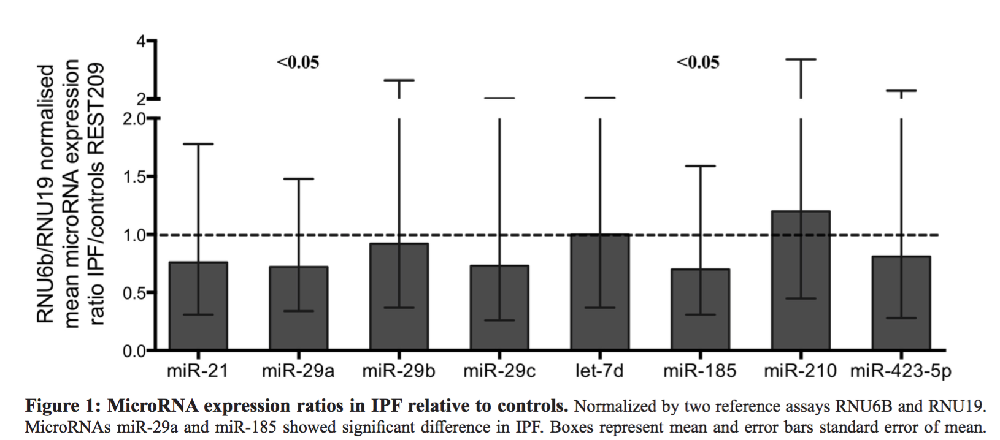 RNU6b/RNU19 normalised
mean microRNA expression
ratio IPF/controls REST209
4
<0.05 <0.05
2
2.0
1.5
1.0
0.5
0.0
miR-21 miR-29a miR-29b miR-29c let-7d miR-185 miR-210 miR-423-5p
Figure 1: MicroRNA expression ratios in IPF relative to controls. Normalized by two reference assays RNU6B and RNU19.
MicroRNAs miR-29a and miR-185 showed significant difference in IPF. Boxes represent mean and error bars standard error of mean.